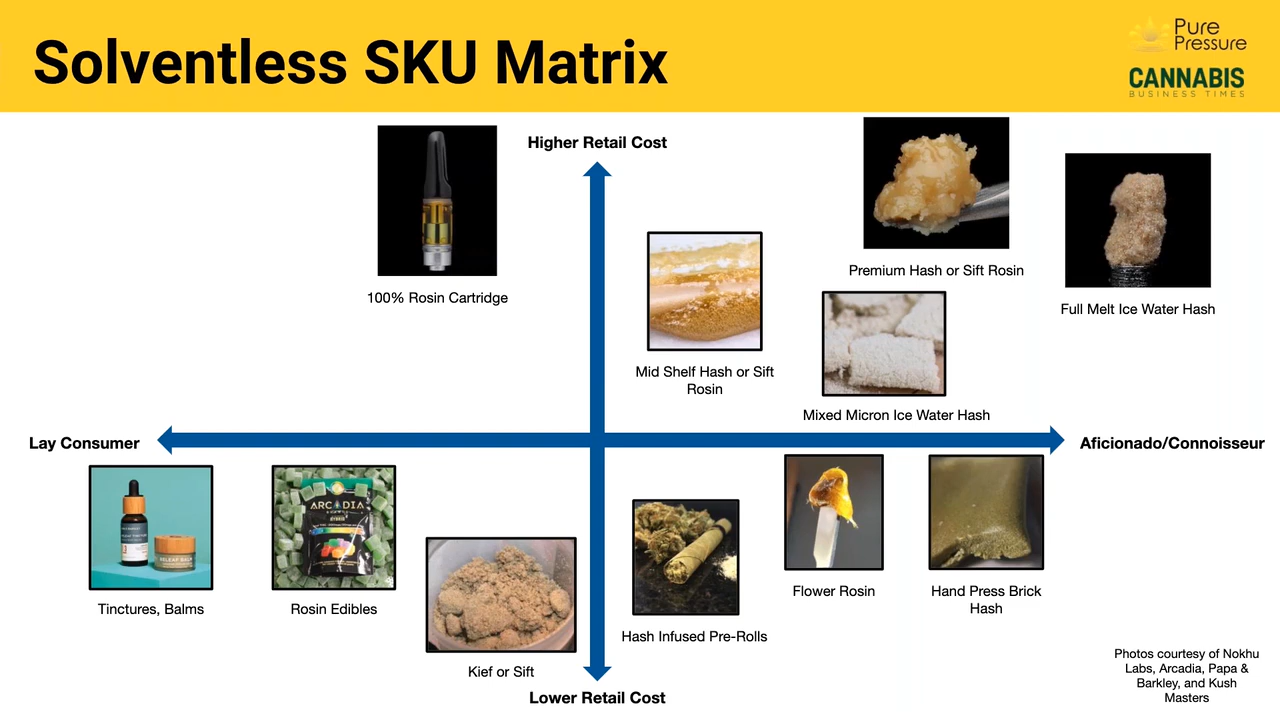 Solventless SKU Matrix
Pure
Pressure
CANNABIS
BUSINESS TIMES
Higher Retail Cost
100% Rosin Cartridge
Premium Hash or Sift Rosin
Full Melt Ice Water Hash
Mid Shelf Hash or Sift
Rosin
Mixed Micron Ice Water Hash
Lay Consumer
Aficionado/Connoisseur
ARCADIA
HYBRID
RELEAF BALM
Tinctures, Balms
Rosin Edibles
Kief or Sift
Hash Infused Pre-Rolls
Flower Rosin
Hand Press Brick
Hash
Lower Retail Cost
Photos courtesy of Nokhu
Labs, Arcadia, Papa &
Barkley, and Kush
Masters